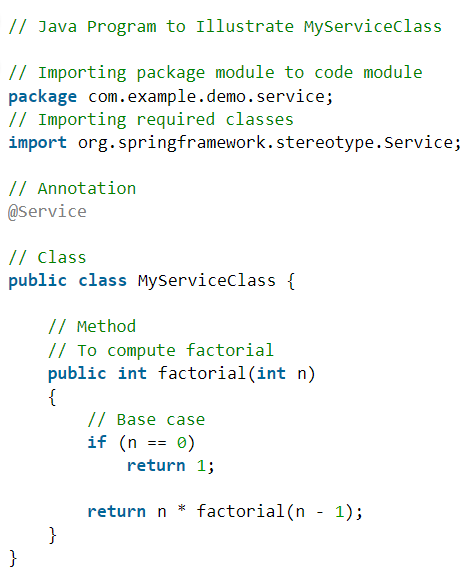 // Java Program to Illustrate MyServiceClass
// Importing package module to code module
package com.example.demo.service;
// Importing required classes
import org.springframework.stereotype.Service;
// Annotation
@Service
// Class
public class MyServiceClass {
// Method
// To compute factorial
public int factorial(int n)
{
// Base case
if (n == 0)
return 1;
return n * factorial(n - 1);
}
}